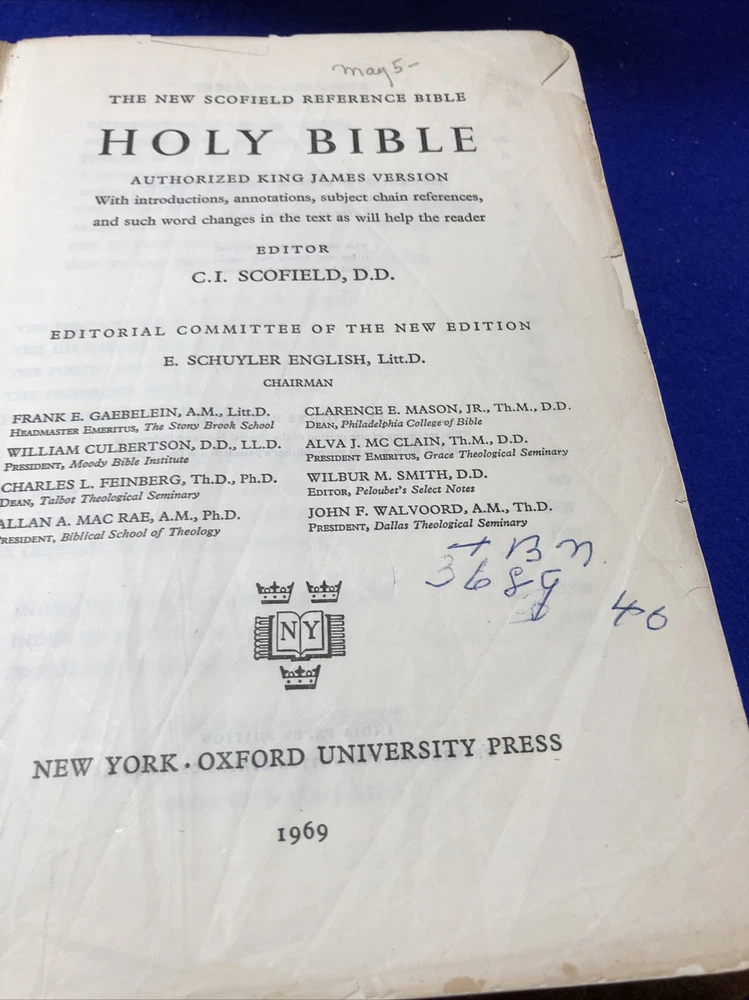 May 5-
THE NEW SCOFIELD REFERENCE BIBLE
HOLY BIBLE
AUTHORIZED KING JAMES VERSION
With introductions, annotations, subject chain references,
and such word changes in the text as will help the reader
EDITOR
C.I. SCOFIELD, D.D.
EDITORIAL COMMITTEE OF THE NEW EDITION
E. SCHUYLER ENGLISH, Litt.D.
CHAIRMAN
FRANK E. GAEBELEIN, A.M., Litt.D.
HEADMASTER EMERITUS, The Stony Brook School
WILLIAM CULBERTSON, D.D., LL.D.
PRESIDENT, Moody Bible Institute
CHARLES L. FEINBERG, Th.D., Ph.D.
DEAN, Talbot Theological Seminary
ALLAN A. MAC RAE, A.M., Ph.D.
PRESIDENT, Biblical School of Theology
CLARENCE E. MASON, JR., Th.M., D.D.
DEAN, Philadelphia College of Bible
ALVA J. MC CLAIN, Th.M., D.D.
PRESIDENT EMERITUS, Grace Theological Seminary
WILBUR M. SMITH, D.D.
EDITOR, Peloubet's Select Notes
JOHN F. WALVOORD, A.M., Th.D.
PRESIDENT, Dallas Theological Seminary
3689
40
NY
NEW YORK · OXFORD UNIVERSITY PRESS
1969